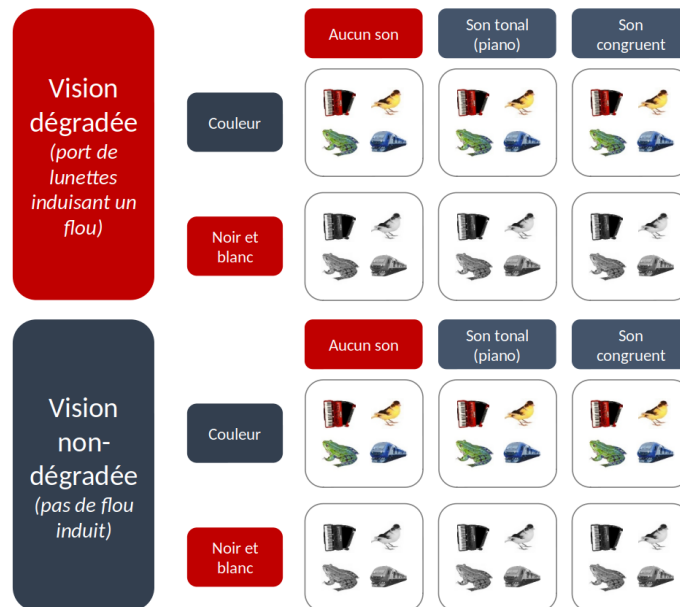 Aucun son
Son tonal
(piano)
Son
congruent
Vision
dégradée
(port de
lunettes
induisant un
flou)
Couleur
Noir et
blanc
Aucun son
Son tonal
(piano)
Son
congruent
Vision
non-
dégradée
(pas de flou
induit)
Couleur
Noir et
blanc